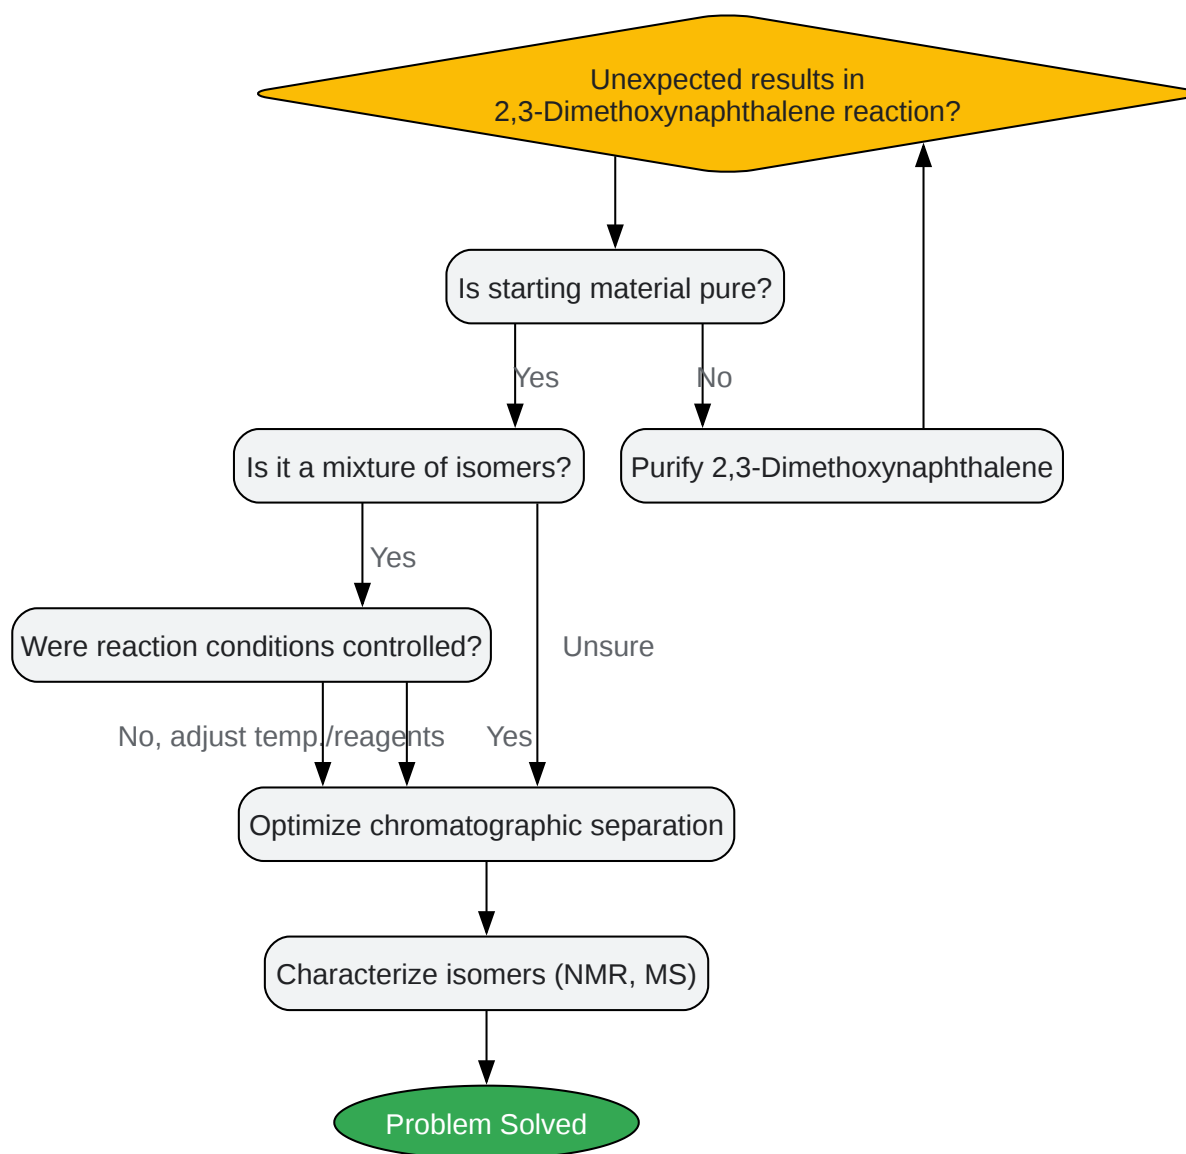 Unexpected results in
2,3-Dimethoxynaphthalene reaction?
Is starting material pure?
Yes
No
Is it a mixture of isomers?
Purify 2,3-Dimethoxynaphthalene
Yes
Were reaction conditions controlled?
Unsure
No, adjust temp./reagents
Yes
Optimize chromatographic separation
Characterize isomers (NMR, MS)
Problem Solved